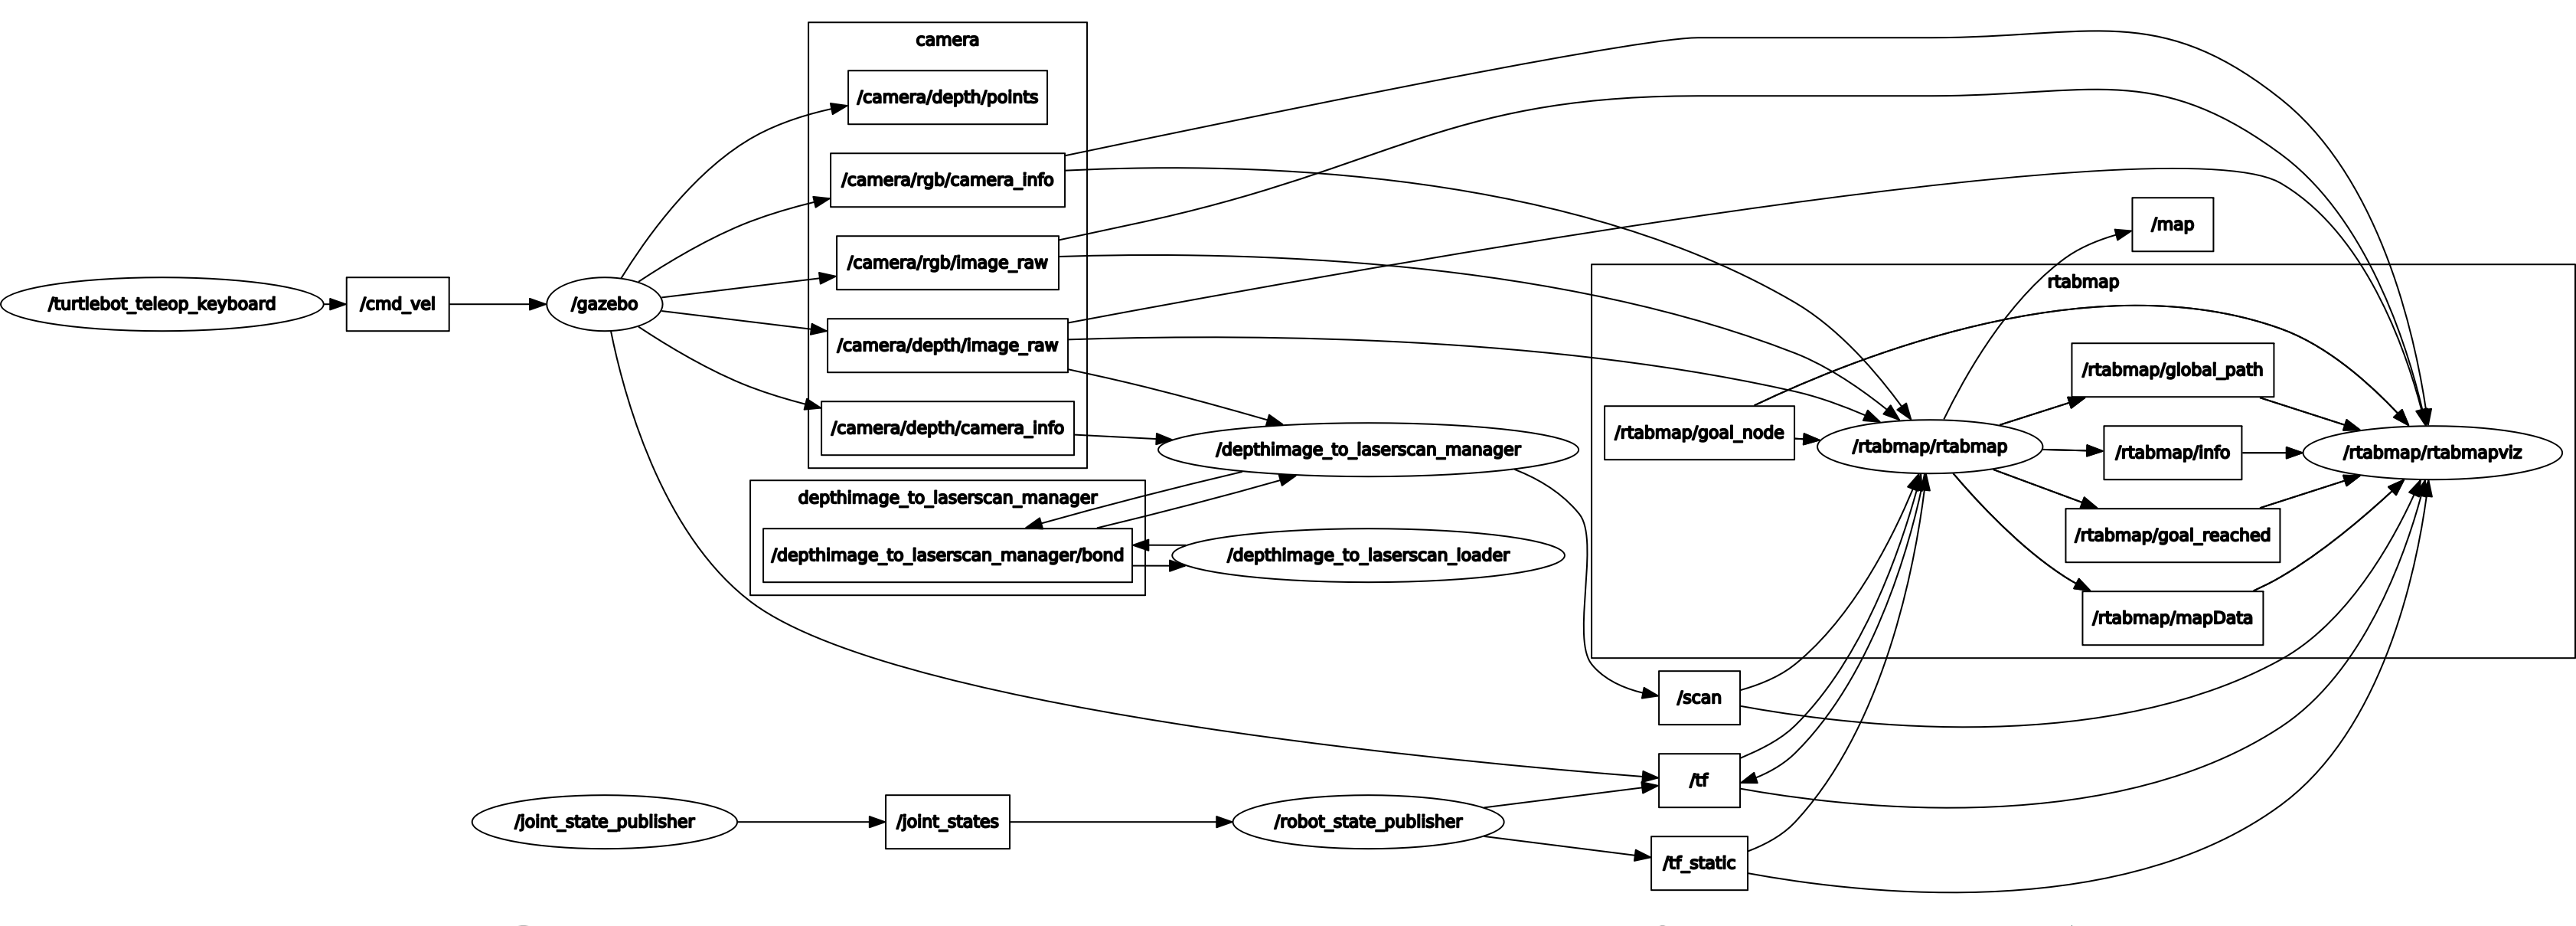 camera
/camera/depth/points
/camera/rgb/camera_info
/map
/camera/rgb/image_raw
rtabmap
/turtlebot_teleop_keyboard
/cmd_vel
/gazebo
/camera/depth/image_raw
/rtabmap/global_path
/camera/depth/camera_info
/depthimage_to_laserscan_manager
/rtabmap/goal_node
/rtabmap/rtabmap
/rtabmap/info
/rtabmap/rtabmapviz
depthimage_to_laserscan_manager
/rtabmap/goal_reached
/depthimage_to_laserscan_manager/bond
/depthimage_to_laserscan_loader
/rtabmap/mapData
/scan
/tf
/joint_state_publisher
/joint_states
/robot_state_publisher
/tf_static